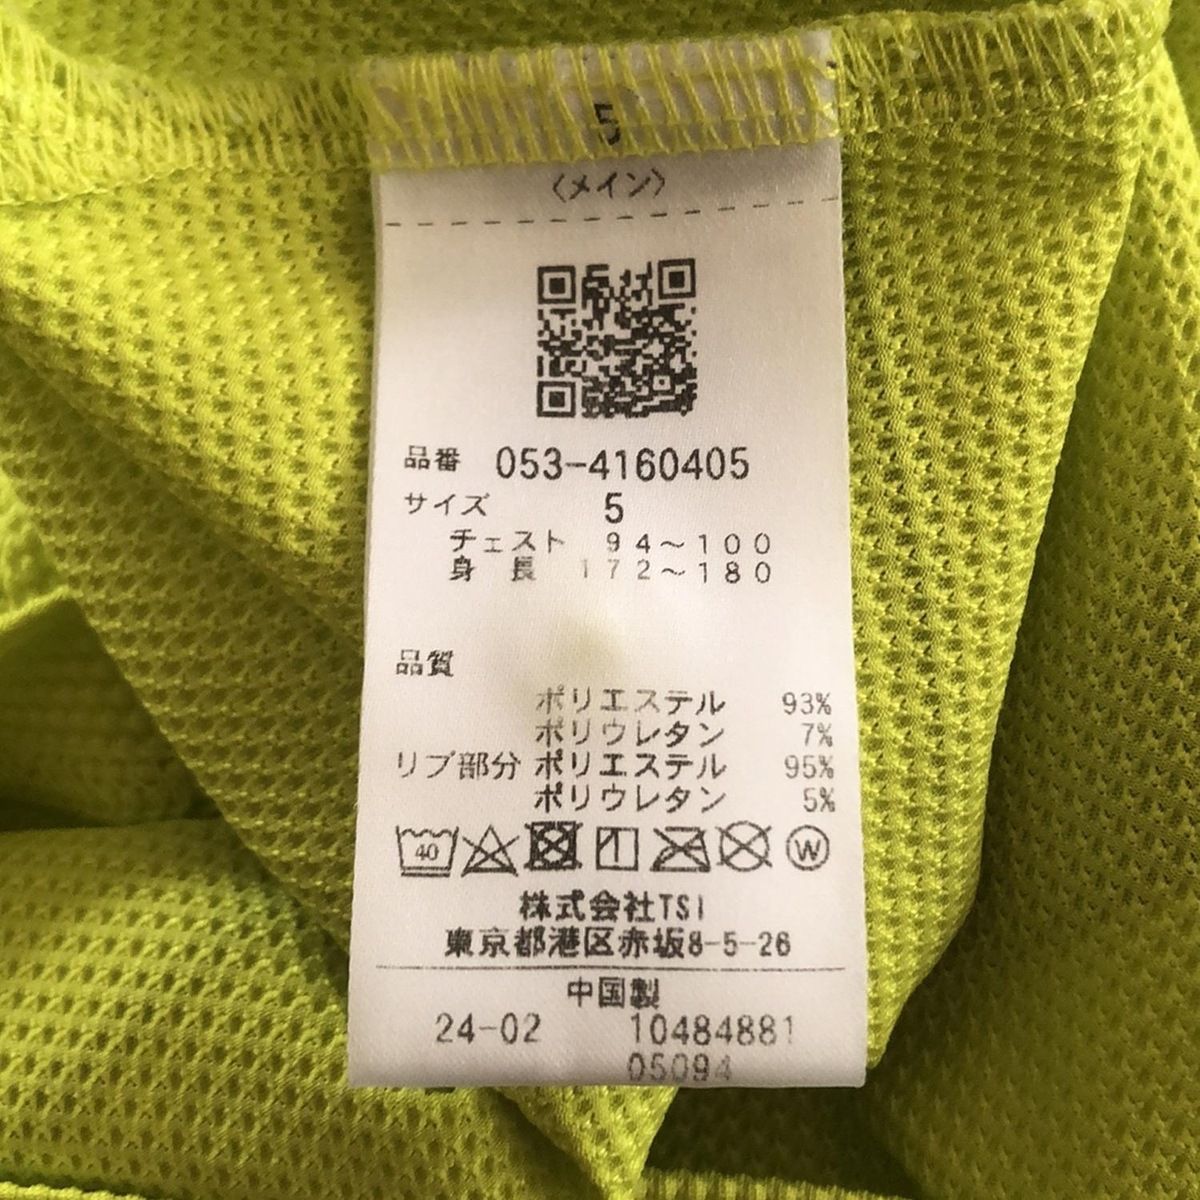 5
〈メイン〉
品番 053-4160405
サイズ 5
チェスト 94～100
身長 172～180
品質
ポリエステル 93%
ポリウレタン 7%
リブ部分 ポリエステル 95%
ポリウレタン 5%
40 W
株式会社TSI
東京都港区赤坂8-5-26
中国製
24-02 10484881
05094